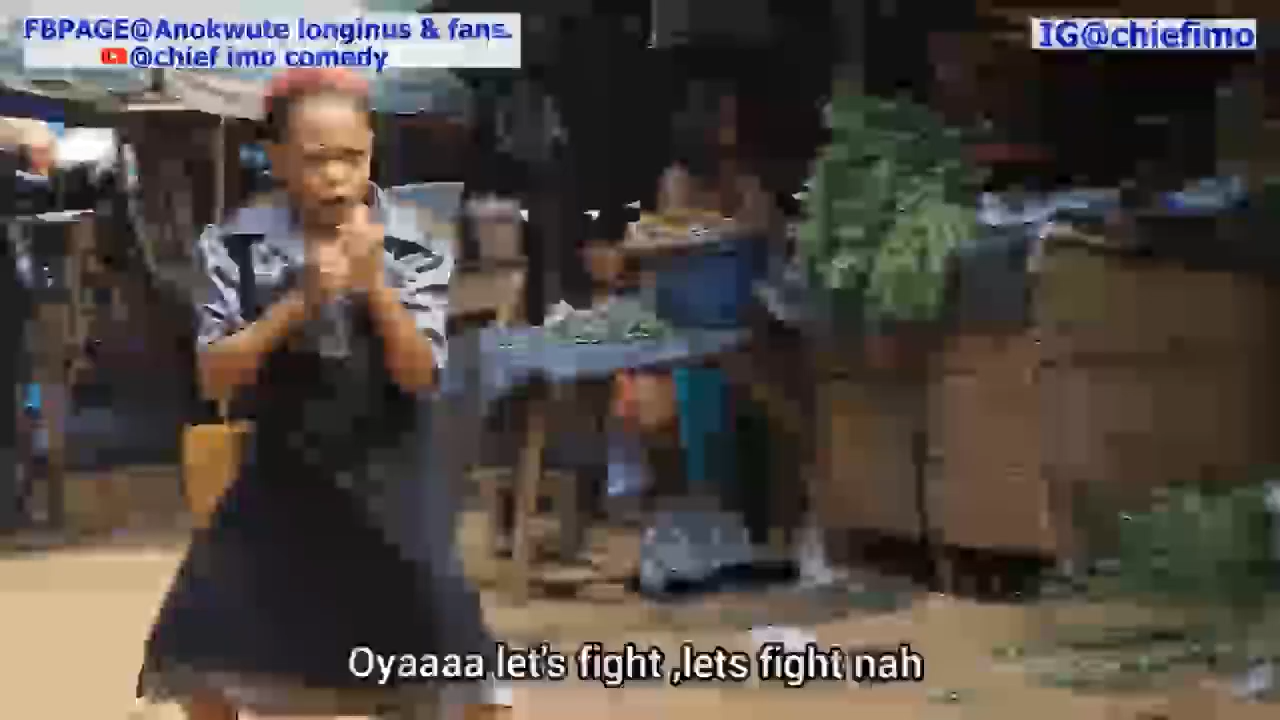 FBPAGE@Anokwute longinus & fans.
@chief imo comedy
IG@chiefimo
Oyaaaa let's fight ,lets fight nah